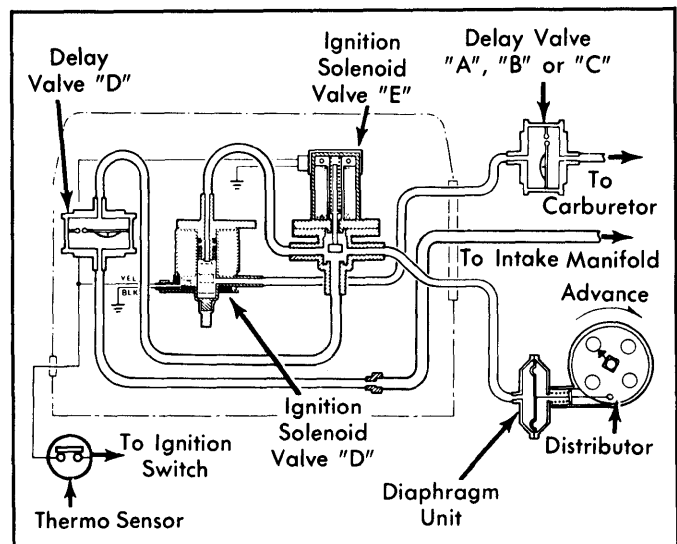 Delay
Valve "D"
Ignition
Solenoid
Valve "E"
Delay Valve
"A", "B" or "C"
To
Carburetor
To Intake Manifold
Advance
YEL
BLK
Ignition
Solenoid
Valve "D"
To Ignition
Switch
Thermo Sensor
Diaphragm
Unit
Distributor